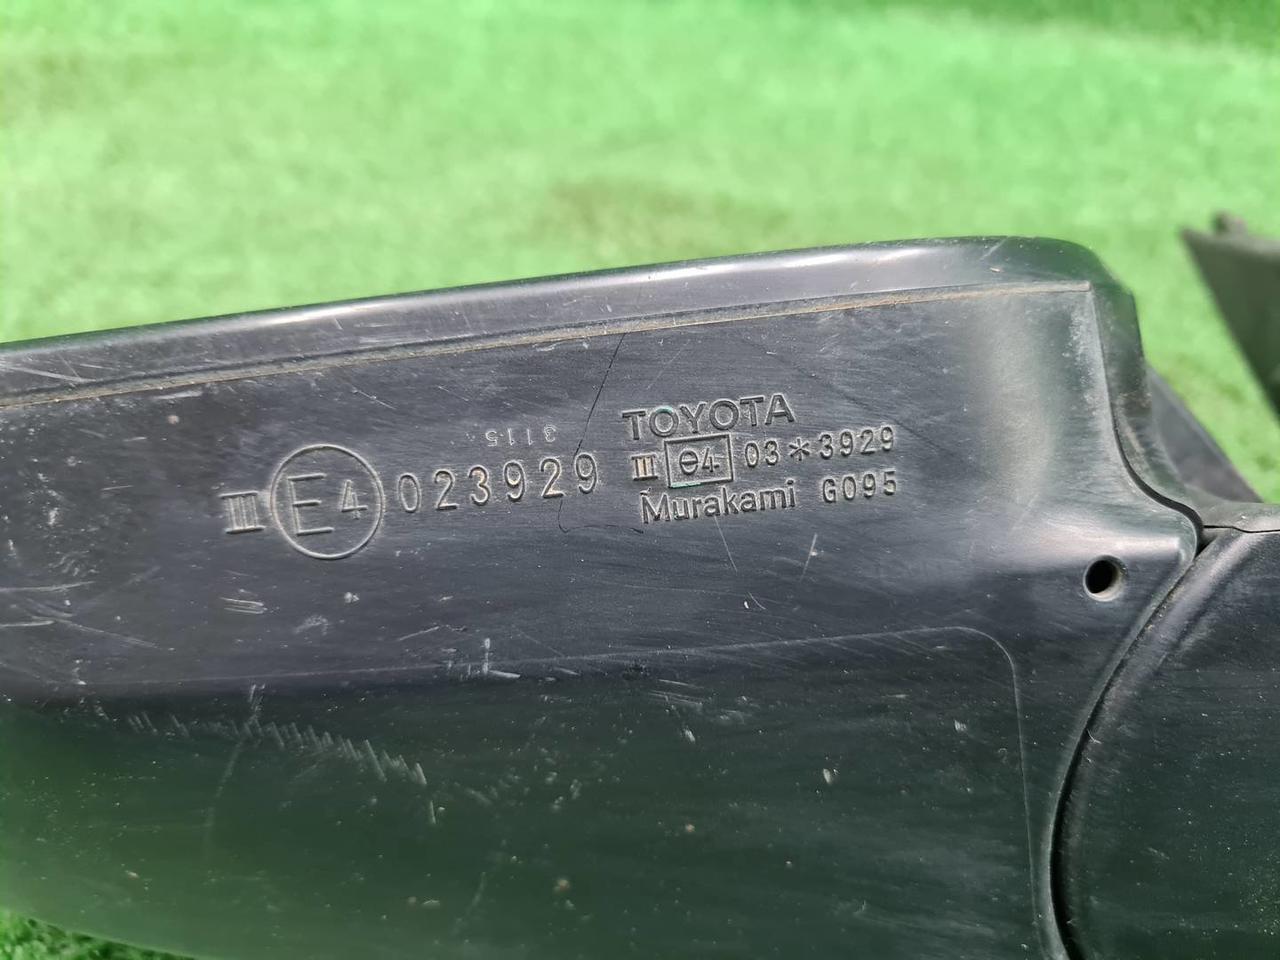 TOYOTA
III E4 023929
III e4 03*3929
Murakami G095
3115